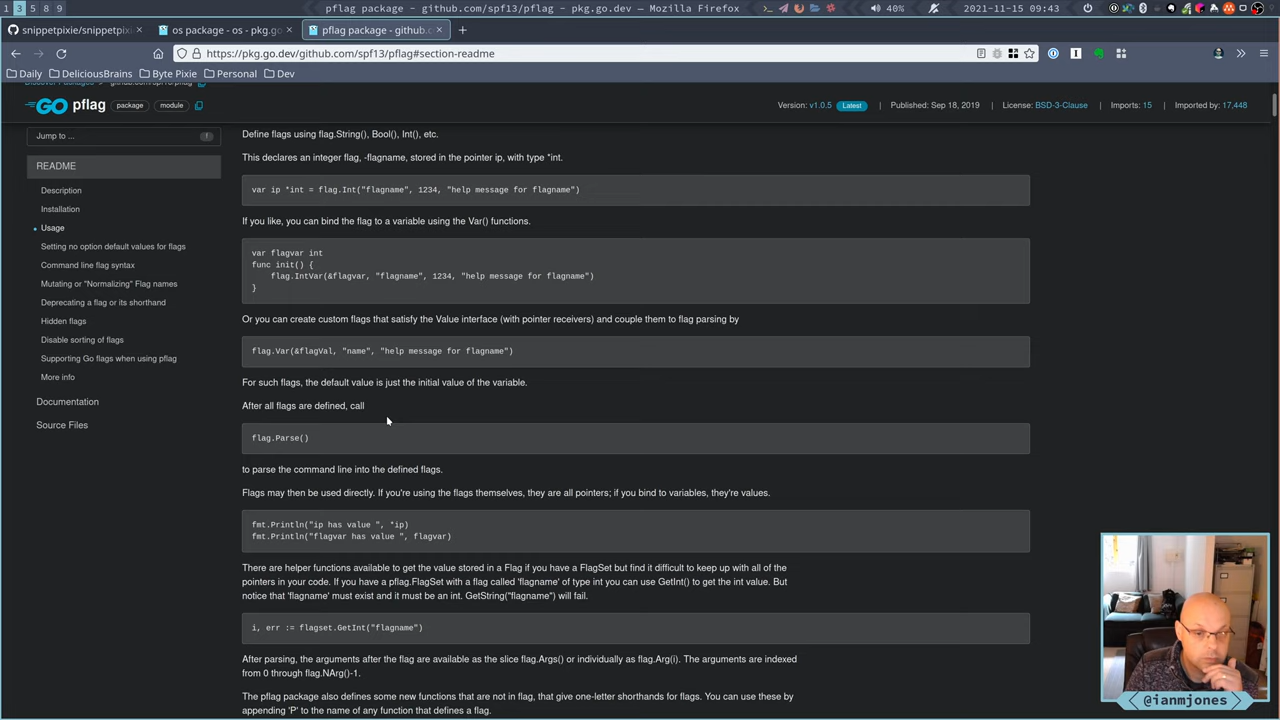 1 3 5 8 9
pflag package - github.com/spf13/pflag - pkg.go.dev — Mozilla Firefox
40%
2021-11-15 09:43
snippetpixie/snippetpix
os package - os - pkg.go
pflag package - github.c
https://pkg.go.dev/github.com/spf13/pflag#section-readme
Daily
DeliciousBrains
Byte Pixie
Personal
Dev
GO pflag
package
module
Version: v1.0.5
Latest
Published: Sep 18, 2019
License: BSD-3-Clause
Imports: 15
Imported by: 17,448
Jump to ...
f
README
Description
Installation
Usage
Setting no option default values for flags
Command line flag syntax
Mutating or "Normalizing" Flag names
Deprecating a flag or its shorthand
Hidden flags
Disable sorting of flags
Supporting Go flags when using pflag
More info
Documentation
Source Files
Define flags using flag.String(), Bool(), Int(), etc.
This declares an integer flag, -flagname, stored in the pointer ip, with type *int.
var ip *int = flag.Int("flagname", 1234, "help message for flagname")
If you like, you can bind the flag to a variable using the Var() functions.
var flagvar int
func init() {
flag.IntVar(&flagvar, "flagname", 1234, "help message for flagname")
}
Or you can create custom flags that satisfy the Value interface (with pointer receivers) and couple them to flag parsing by
flag.Var(&flagVal, "name", "help message for flagname")
For such flags, the default value is just the initial value of the variable.
After all flags are defined, call
flag.Parse()
to parse the command line into the defined flags.
Flags may then be used directly. If you're using the flags themselves, they are all pointers; if you bind to variables, they're values.
fmt.Println("ip has value ", *ip)
fmt.Println("flagvar has value ", flagvar)
There are helper functions available to get the value stored in a Flag if you have a FlagSet but find it difficult to keep up with all of the
pointers in your code. If you have a pflag.FlagSet with a flag called 'flagname' of type int you can use GetInt() to get the int value. But
notice that 'flagname' must exist and it must be an int. GetString("flagname") will fail.
i, err := flagset.GetInt("flagname")
After parsing, the arguments after the flag are available as the slice flag.Args() or individually as flag.Arg(i). The arguments are indexed
from 0 through flag.NArg()-1.
The pflag package also defines some new functions that are not in flag, that give one-letter shorthands for flags. You can use these by
appending 'P' to the name of any function that defines a flag.
@ianmjones